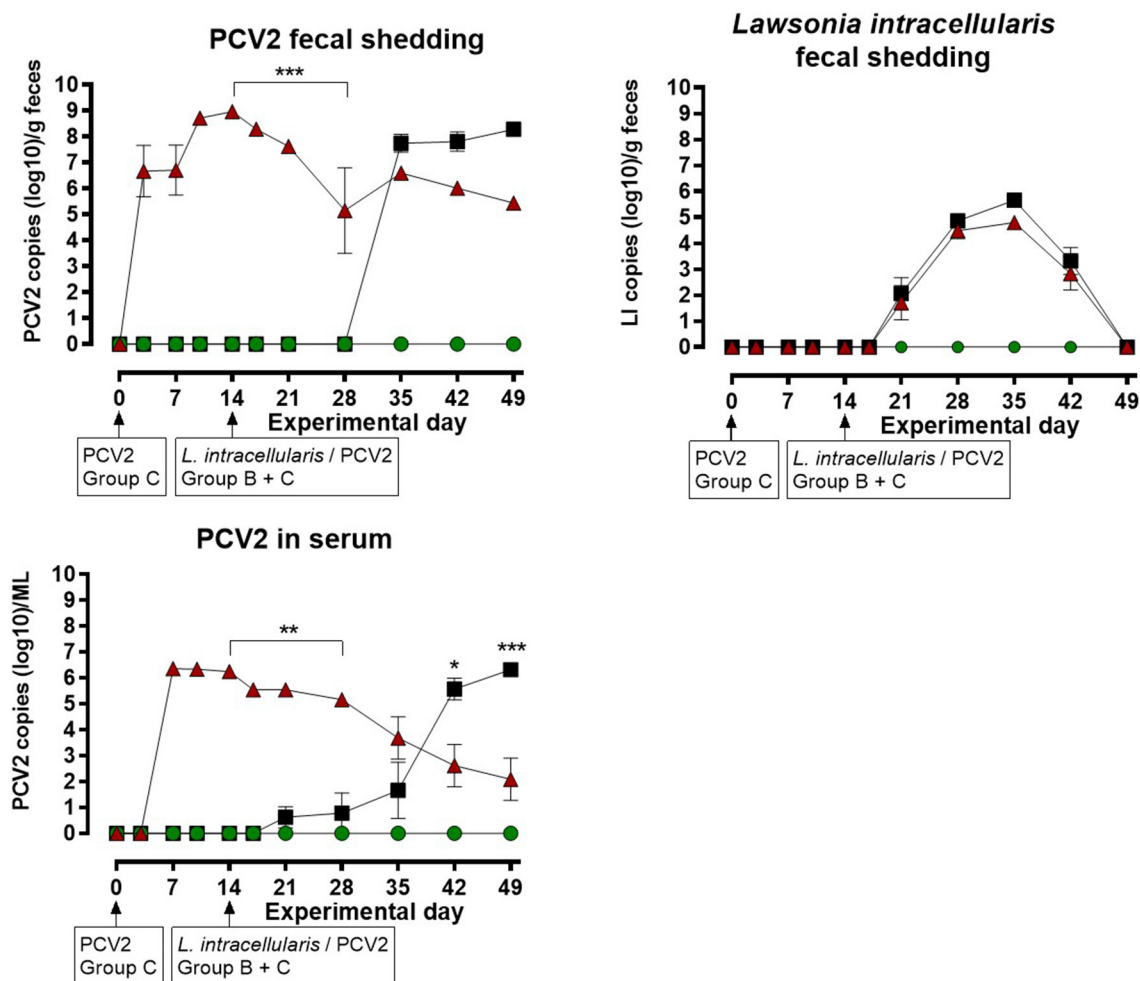 PCV2 fecal shedding
PCV2 copies (log10)/g feces
***
10
9
8
7
6
5
4
3
2
1
0
0 7 14 21 28 35 42 49
Experimental day
PCV2
Group C
L. intracellularis / PCV2
Group B + C
Lawsonia intracellularis
fecal shedding
LI copies (log10)/g feces
10
9
8
7
6
5
4
3
2
1
0
0 7 14 21 28 35 42 49
Experimental day
PCV2
Group C
L. intracellularis / PCV2
Group B + C
PCV2 in serum
PCV2 copies (log10)/ML
**
*
***
10
9
8
7
6
5
4
3
2
1
0
0 7 14 21 28 35 42 49
Experimental day
PCV2
Group C
L. intracellularis / PCV2
Group B + C